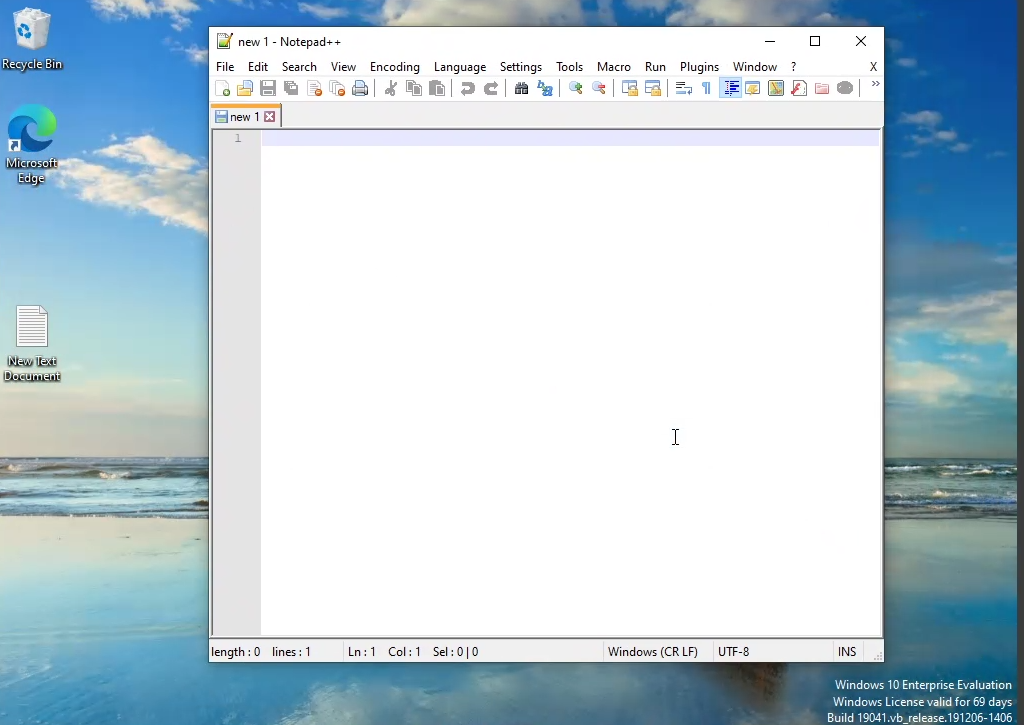 Recycle Bin
Microsoft
Edge
New Text
Document
new 1 - Notepad++
File Edit Search View Encoding Language Settings Tools Macro Run Plugins Window ? X
new 1
1
length : 0 lines : 1 Ln : 1 Col : 1 Sel : 0 | 0 Windows (CR LF) UTF-8 INS
Windows 10 Enterprise Evaluation
Windows License valid for 69 days
Build 19041.vb_release.191206-1406